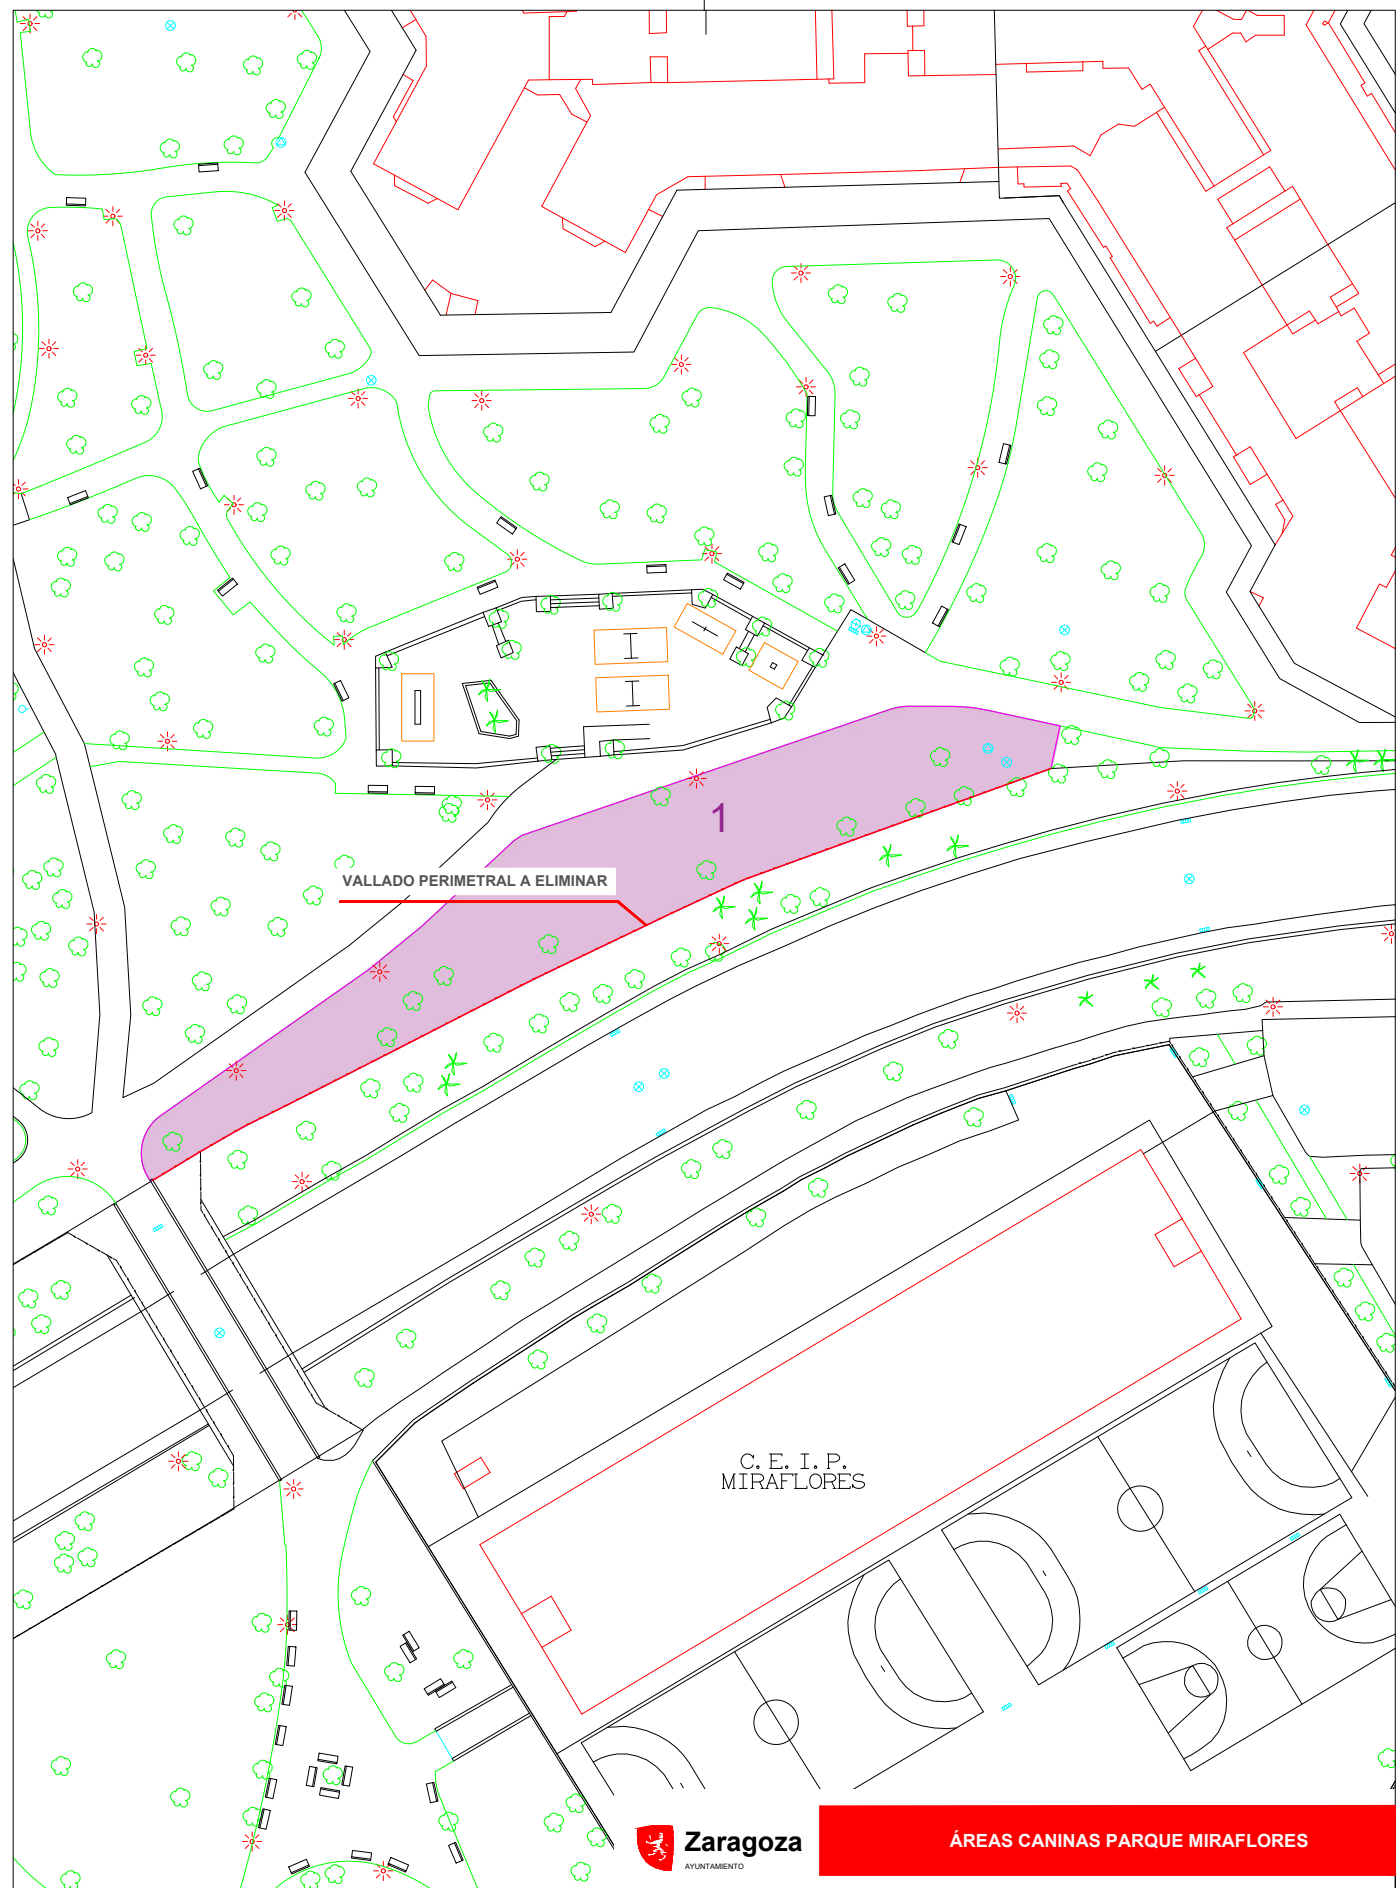 1
VALLADO PERIMETRAL A ELIMINAR
C. E. I. P.
MIRAFLORES
Zaragoza
AYUNTAMIENTO
ÁREAS CANINAS PARQUE MIRAFLORES